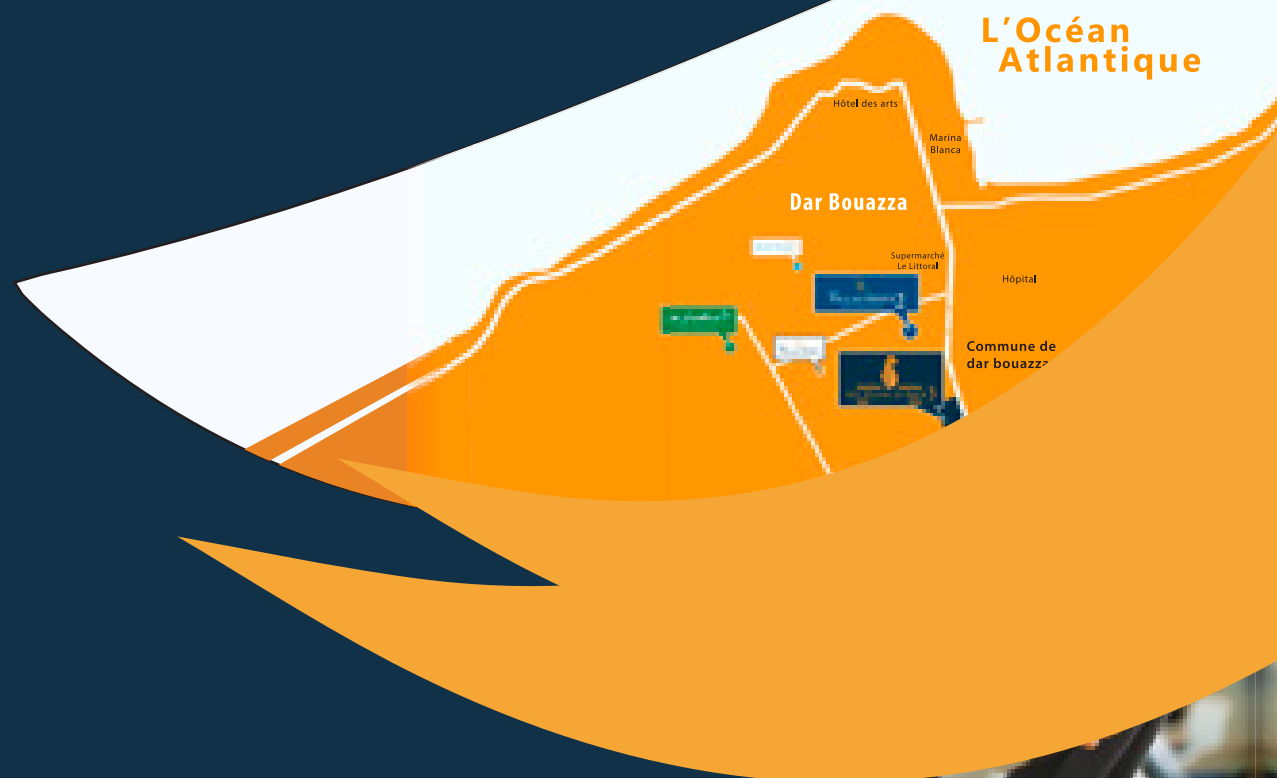 L'Océan
Atlantique
Hôtel des arts
Marina
Blanca
Dar Bouazza
Supermarché
Le Littoral
Hôpital
Commune de
dar bouazza